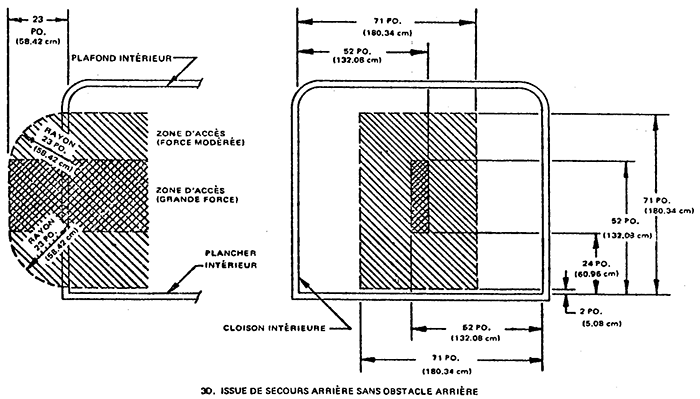 23
PO.
(58,42 cm)
PLAFOND INTÉRIEUR
RAYON
23 PO.
(58,42 cm)
ZONE D'ACCÈS
(FORCE MODÉRÉE)
ZONE D'ACCÈS
(GRANDE FORCE)
RAYON
23 PO.
(58,42 cm)
PLANCHER
INTÉRIEUR
71 PO.
(180.34 cm)
52 PO.
(132.08 cm)
71 PO.
(180.34 cm)
52 PO.
(132.08 cm)
24 PO.
(60.96 cm)
2 PO.
(5.08 cm)
CLOISON INTÉRIEURE
52 PO.
(132.08 cm)
71 PO.
(180.34 cm)
3D. ISSUE DE SECOURS ARRIÈRE SANS OBSTACLE ARRIÈRE